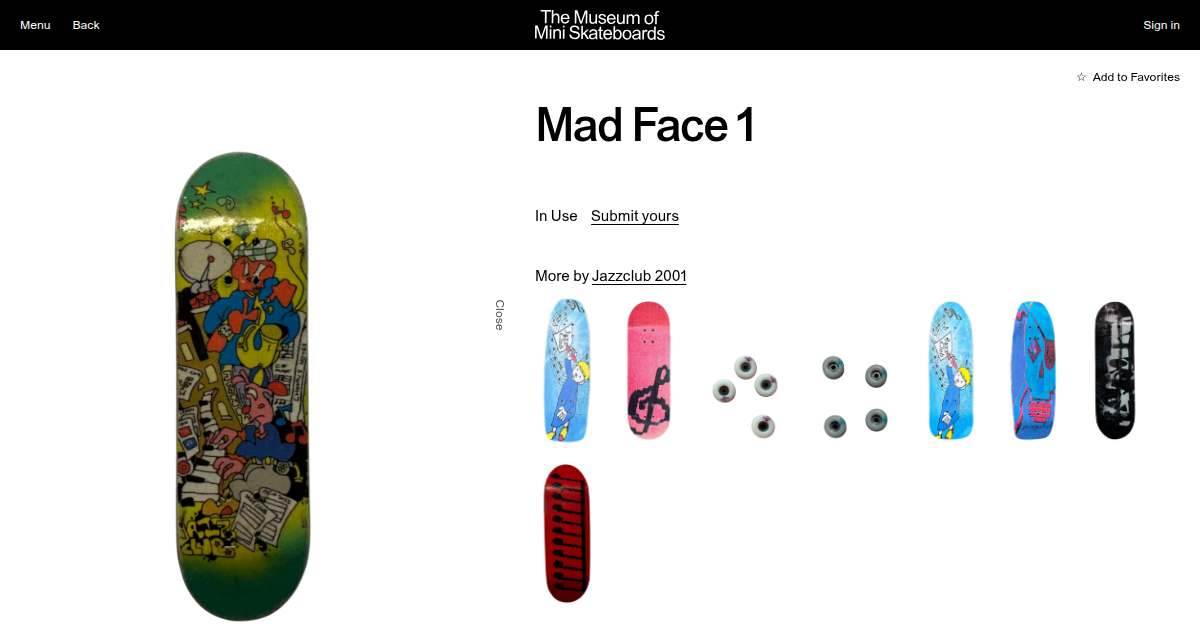 Menu
Back
The Museum of
Mini Skateboards
Sign in
☆ Add to Favorites
Mad Face 1
In Use
Submit yours
More by Jazzclub 2001
Close